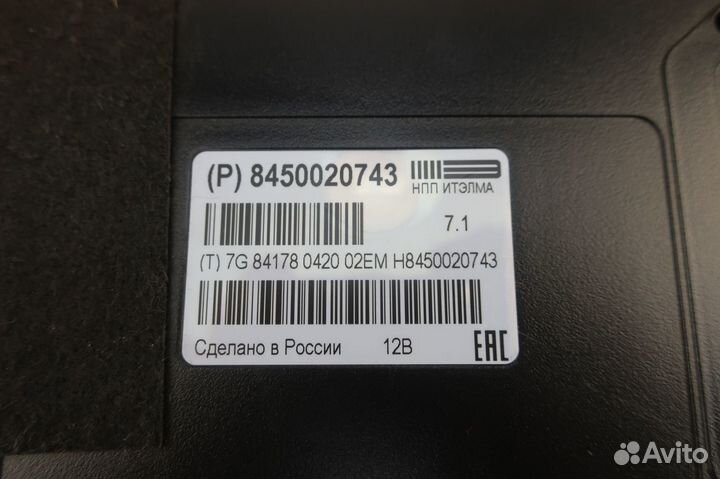 (P) 8450020743
НПП ИТЭЛМА
7.1
(T) 7G 84178 0420 02EM H8450020743
Сделано в России 12В EAC
Avito